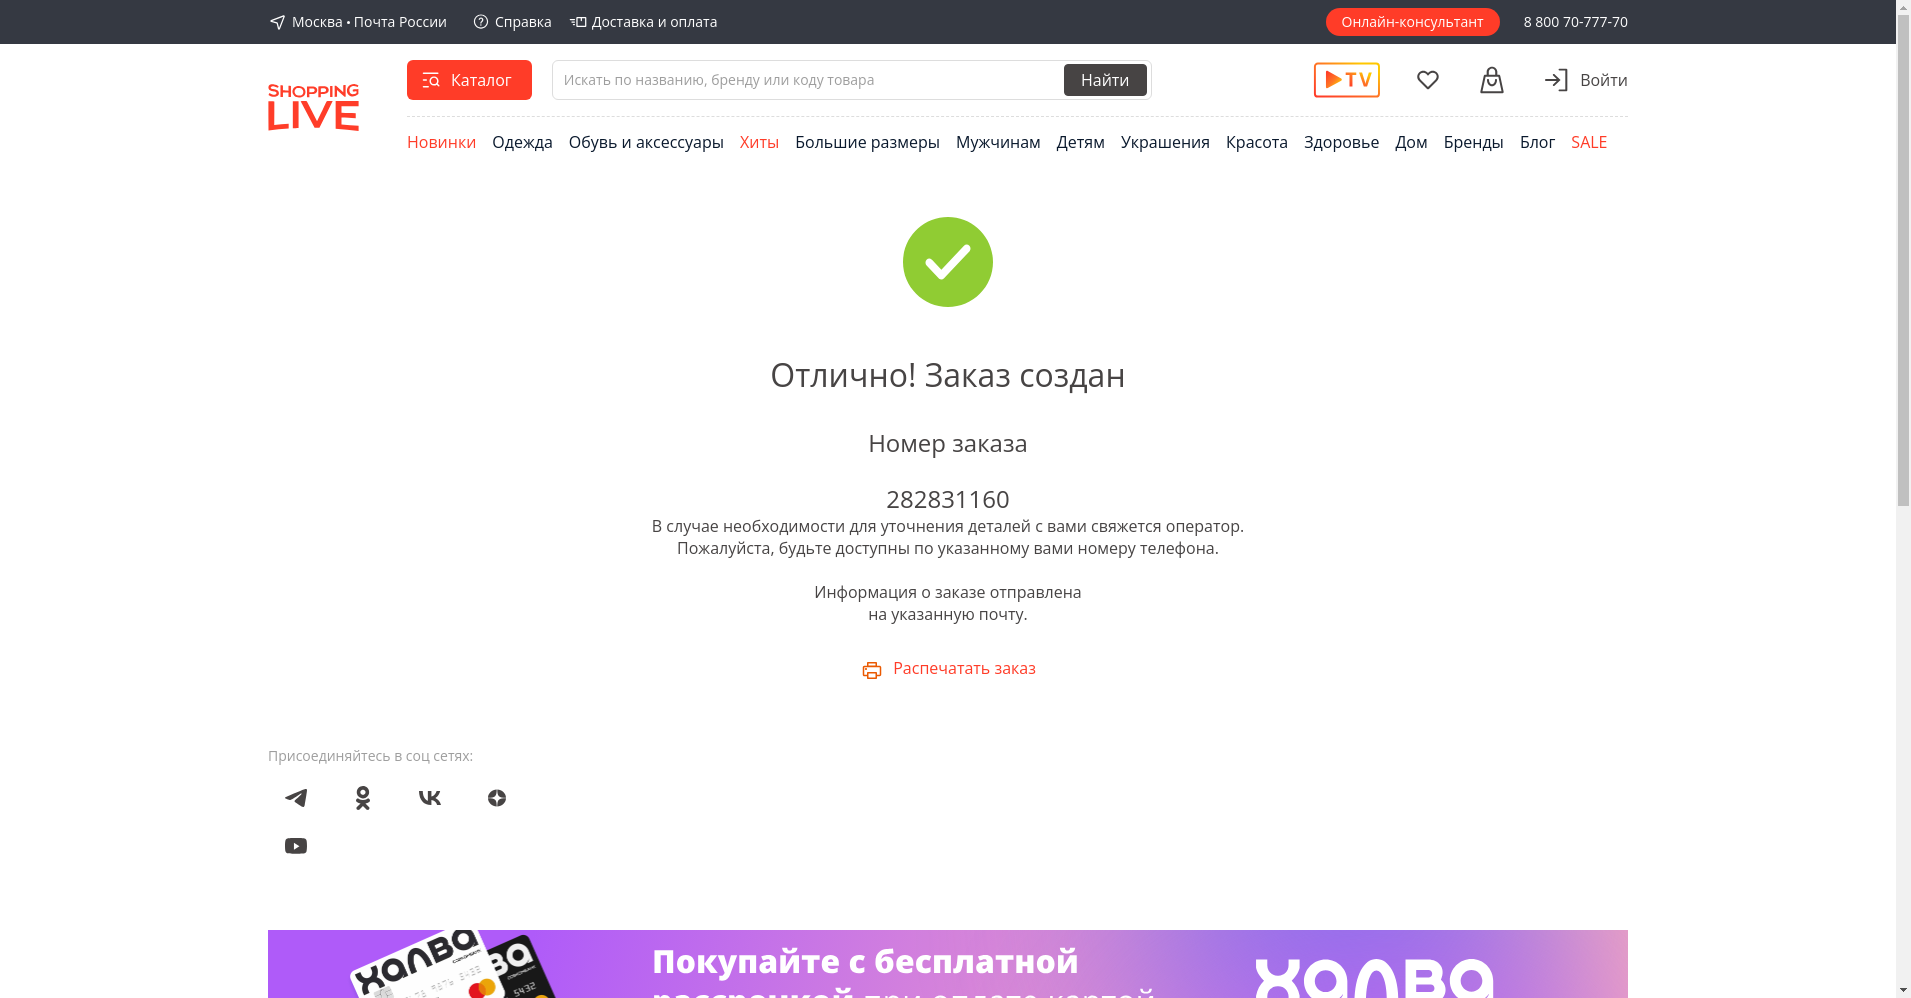 Москва • Почта России
Справка
Доставка и оплата
Онлайн-консультант
8 800 70-777-70
SHOPPING
LIVE
Каталог
Искать по названию, бренду или коду товара
Найти
TV
Войти
Новинки Одежда Обувь и аксессуары Хиты Большие размеры Мужчинам Детям Украшения Красота Здоровье Дом Бренды Блог SALE
Отлично! Заказ создан
Номер заказа
282831160
В случае необходимости для уточнения деталей с вами свяжется оператор.
Пожалуйста, будьте доступны по указанному вами номеру телефона.
Информация о заказе отправлена
на указанную почту.
Распечатать заказ
Присоединяйтесь в соц сетях:
Покупайте с бесплатной
рассрочкой при оплате картой
халва